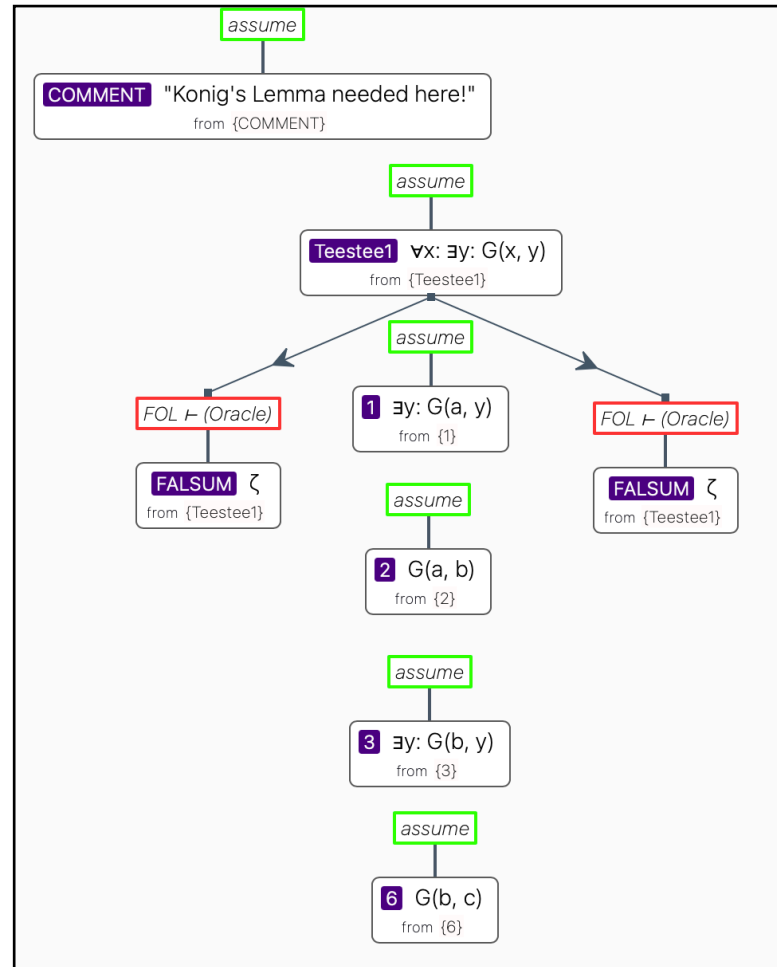 assume
COMMENT "Konig's Lemma needed here!"
from {COMMENT}
assume
Teestee1 ∀x: ∃y: G(x, y)
from {Teestee1}
assume
FOL ⊢ (Oracle)
1 ∃y: G(a, y)
from {1}
FOL ⊢ (Oracle)
FALSUM ζ
from {Teestee1}
FALSUM ζ
from {Teestee1}
assume
2 G(a, b)
from {2}
assume
3 ∃y: G(b, y)
from {3}
assume
6 G(b, c)
from {6}